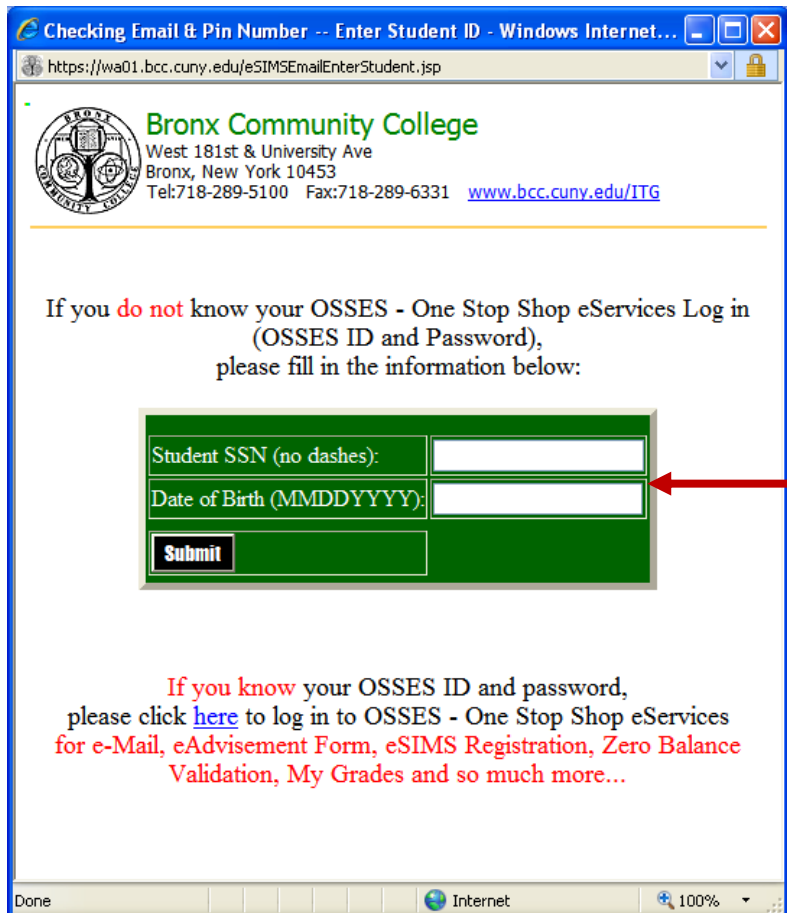 Checking Email & Pin Number -- Enter Student ID - Windows Internet...
https://wa01.bcc.cuny.edu/eSIMSEmailEnterStudent.jsp
BRONX
COMMUNITY COLLEGE
Bronx Community College
West 181st & University Ave
Bronx, New York 10453
Tel:718-289-5100 Fax:718-289-6331 www.bcc.cuny.edu/ITG
If you do not know your OSSES - One Stop Shop eServices Log in
(OSSES ID and Password),
please fill in the information below:
Student SSN (no dashes):
Date of Birth (MMDDYYYY):
Submit
If you know your OSSES ID and password,
please click here to log in to OSSES - One Stop Shop eServices
for e-Mail, eAdvisement Form, eSIMS Registration, Zero Balance
Validation, My Grades and so much more...
Done Internet 100%